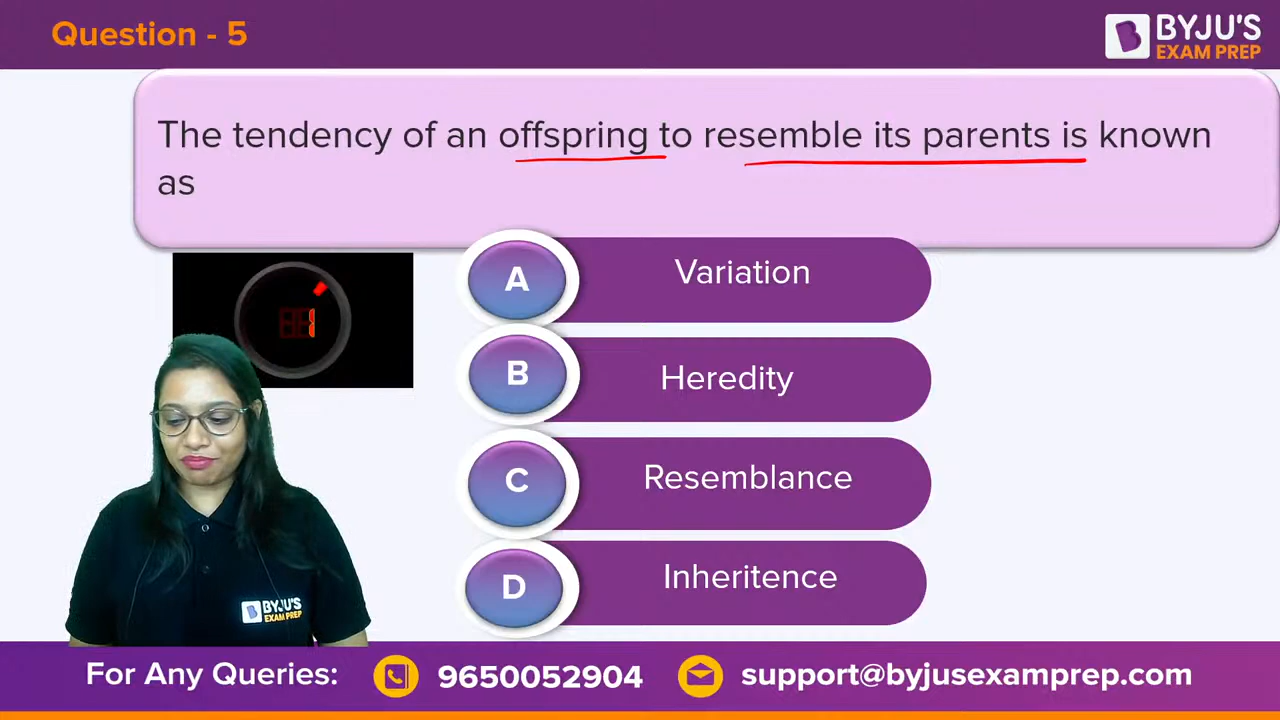 Question - 5
BYJU'S
EXAM PREP
The tendency of an offspring to resemble its parents is known
as
A
Variation
B
Heredity
C
Resemblance
D
Inheritence
BYJU'S
EXAM PREP
For Any Queries:
9650052904
support@byjusexamprep.com